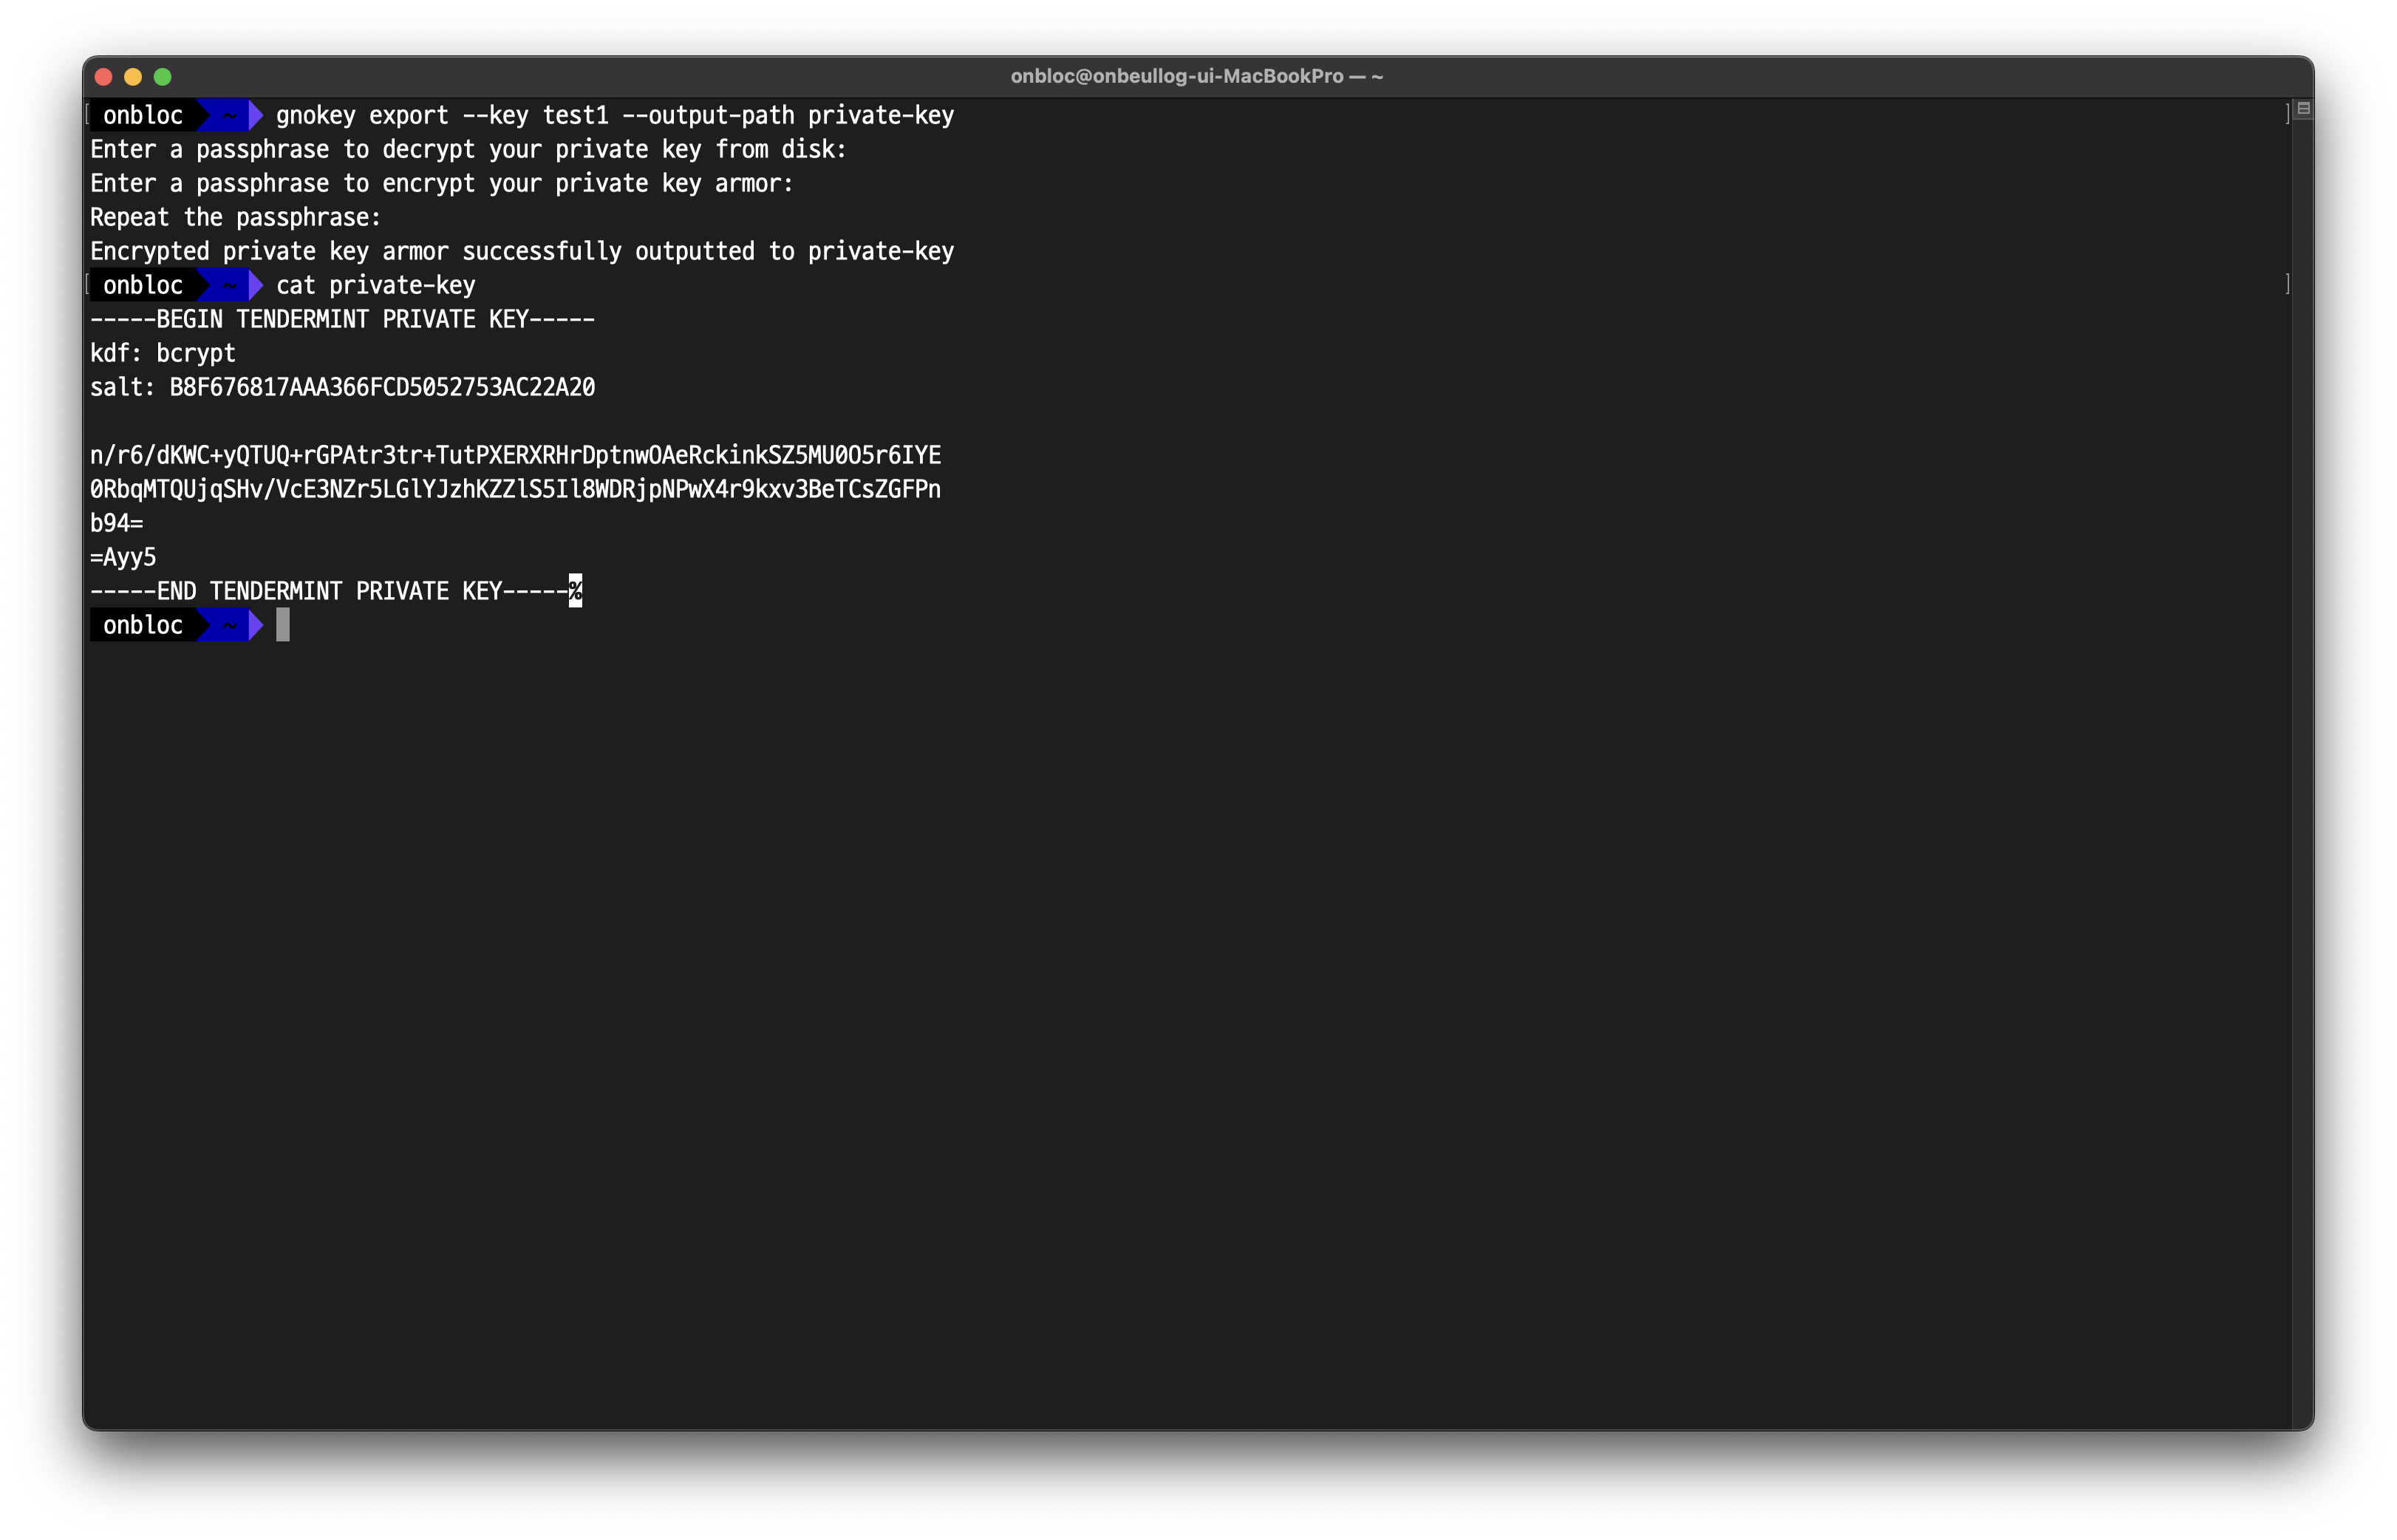 onbloc@onbeullog-ui-MacBookPro — ~
onbloc ~ gnokey export --key test1 --output-path private-key
Enter a passphrase to decrypt your private key from disk:
Enter a passphrase to encrypt your private key armor:
Repeat the passphrase:
Encrypted private key armor successfully outputted to private-key
onbloc ~ cat private-key
-----BEGIN TENDERMINT PRIVATE KEY-----
kdf: bcrypt
salt: B8F676817AAA366FCD5052753AC22A20

n/r6/dKWC+yQTUQ+rGPAtr3tr+TutPXERXRHrDptnwOAeRckinkSZ5MU0O5r6IYE
0RbqMTQUjqSHv/VcE3NZr5LGlYJzhKZZlS5Il8WDRjpNPwX4r9kxv3BeTCsZGFPn
b94=
=Ayy5
-----END TENDERMINT PRIVATE KEY-----%
onbloc ~